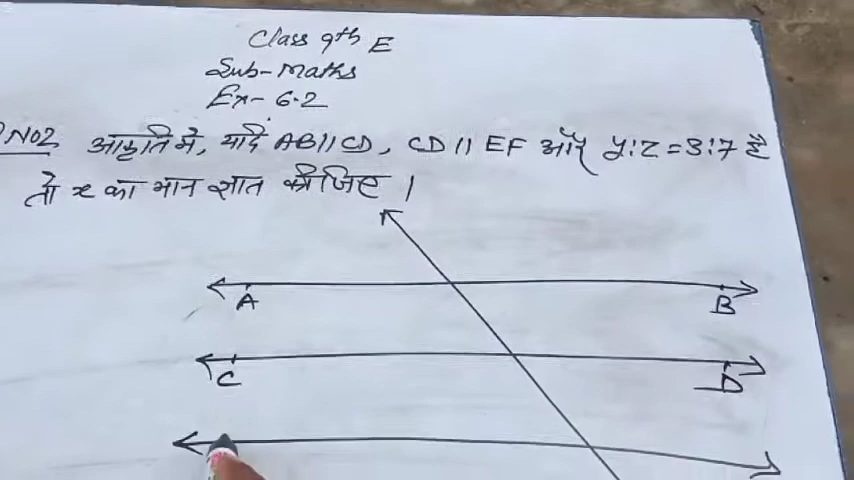 Class 9th E
Sub-Maths
Ex- 6.2
NO2 आकृति में, यदि AB||CD, CD || EF और y:z = 3:7 है
तो x का मान ज्ञात कीजिए।
A
B
C
D